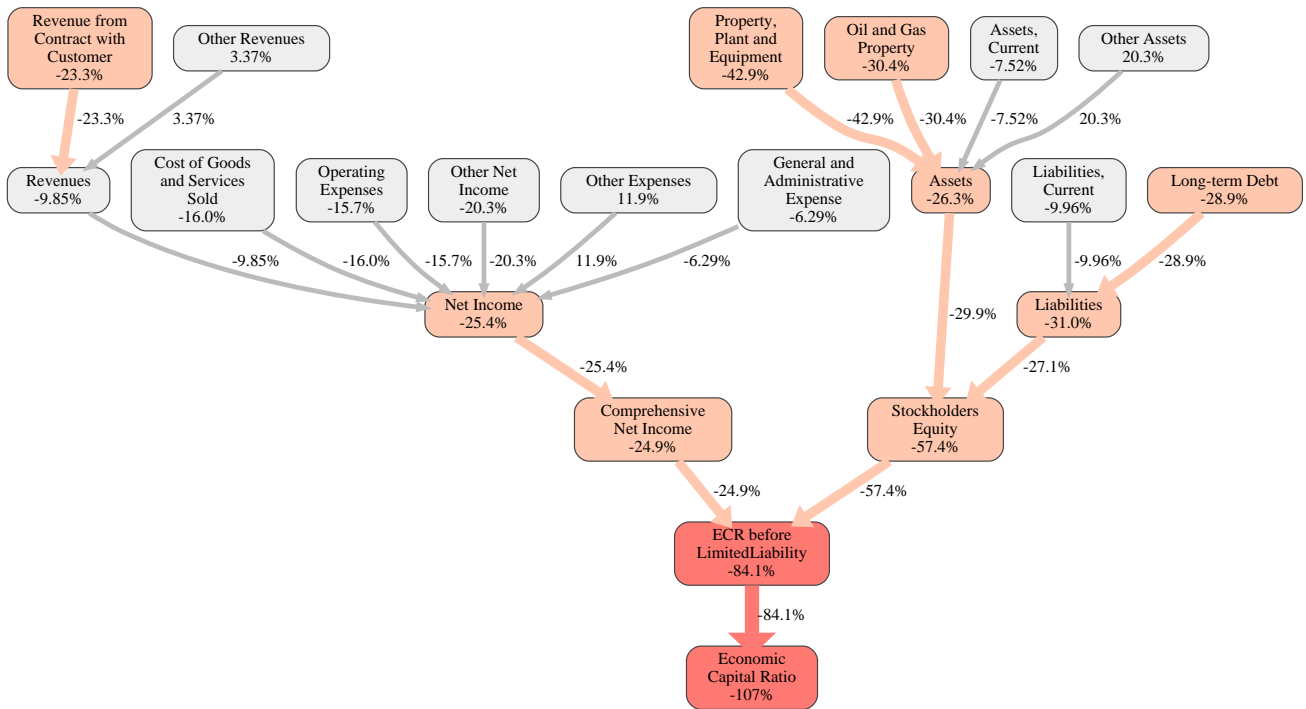 Revenue from
Contract with
Customer
-23.3%
Other Revenues
3.37%
Property,
Plant and
Equipment
-42.9%
Oil and Gas
Property
-30.4%
Assets,
Current
-7.52%
Other Assets
20.3%
-23.3%
3.37%
-42.9%
-30.4%
-7.52%
20.3%
Revenues
-9.85%
Cost of Goods
and Services
Sold
-16.0%
Operating
Expenses
-15.7%
Other Net
Income
-20.3%
Other Expenses
11.9%
General and
Administrative
Expense
-6.29%
Assets
-26.3%
Liabilities,
Current
-9.96%
Long-term Debt
-28.9%
-9.85%
-16.0%
-15.7%
-20.3%
11.9%
-6.29%
-29.9%
-9.96%
-28.9%
Net Income
-25.4%
Liabilities
-31.0%
-25.4%
-27.1%
Comprehensive
Net Income
-24.9%
Stockholders
Equity
-57.4%
-24.9%
-57.4%
ECR before
LimitedLiability
-84.1%
-84.1%
Economic
Capital Ratio
-107%